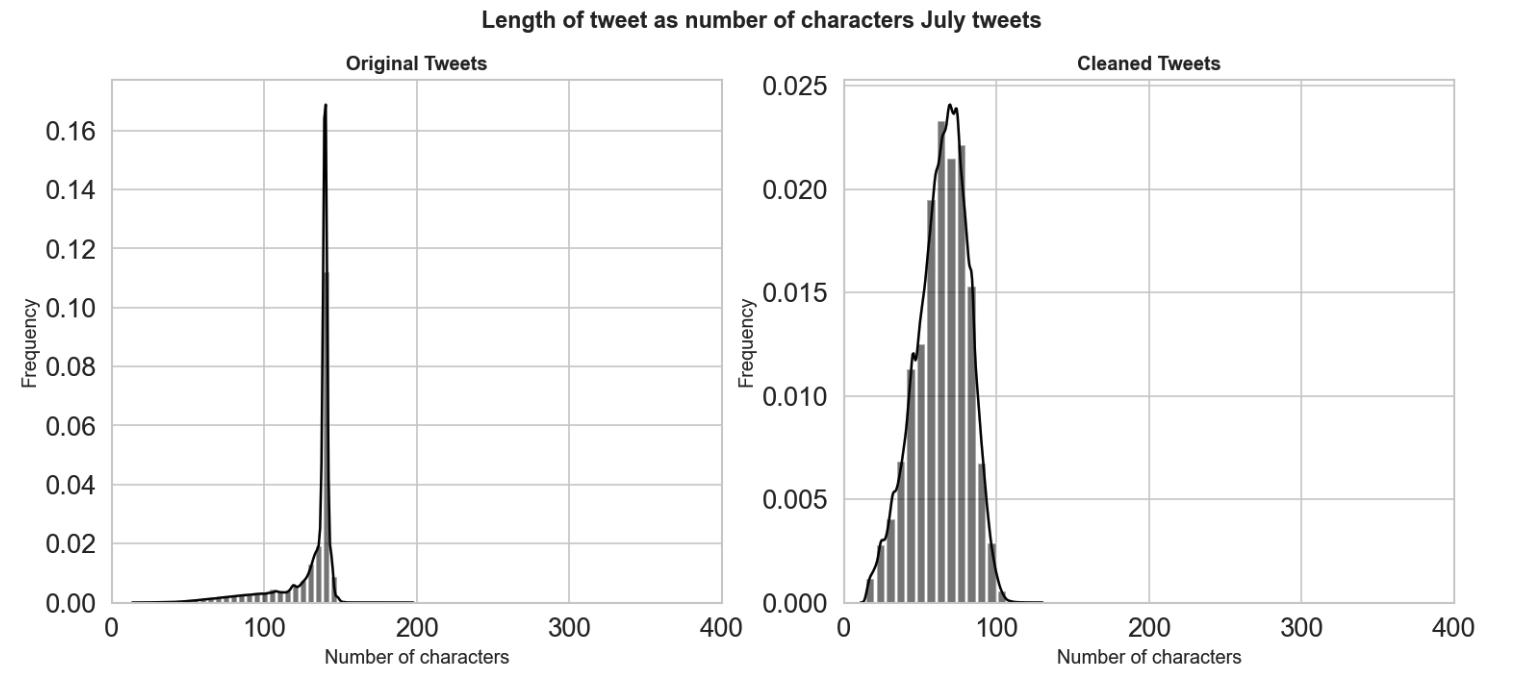 Length of tweet as number of characters July tweets
Original Tweets
0.16
0.14
0.12
0.10
0.08
0.06
0.04
0.02
0.00
Frequency
0 100 200 300 400
Number of characters
Cleaned Tweets
0.025
0.020
0.015
0.010
0.005
0.000
Frequency
0 100 200 300 400
Number of characters